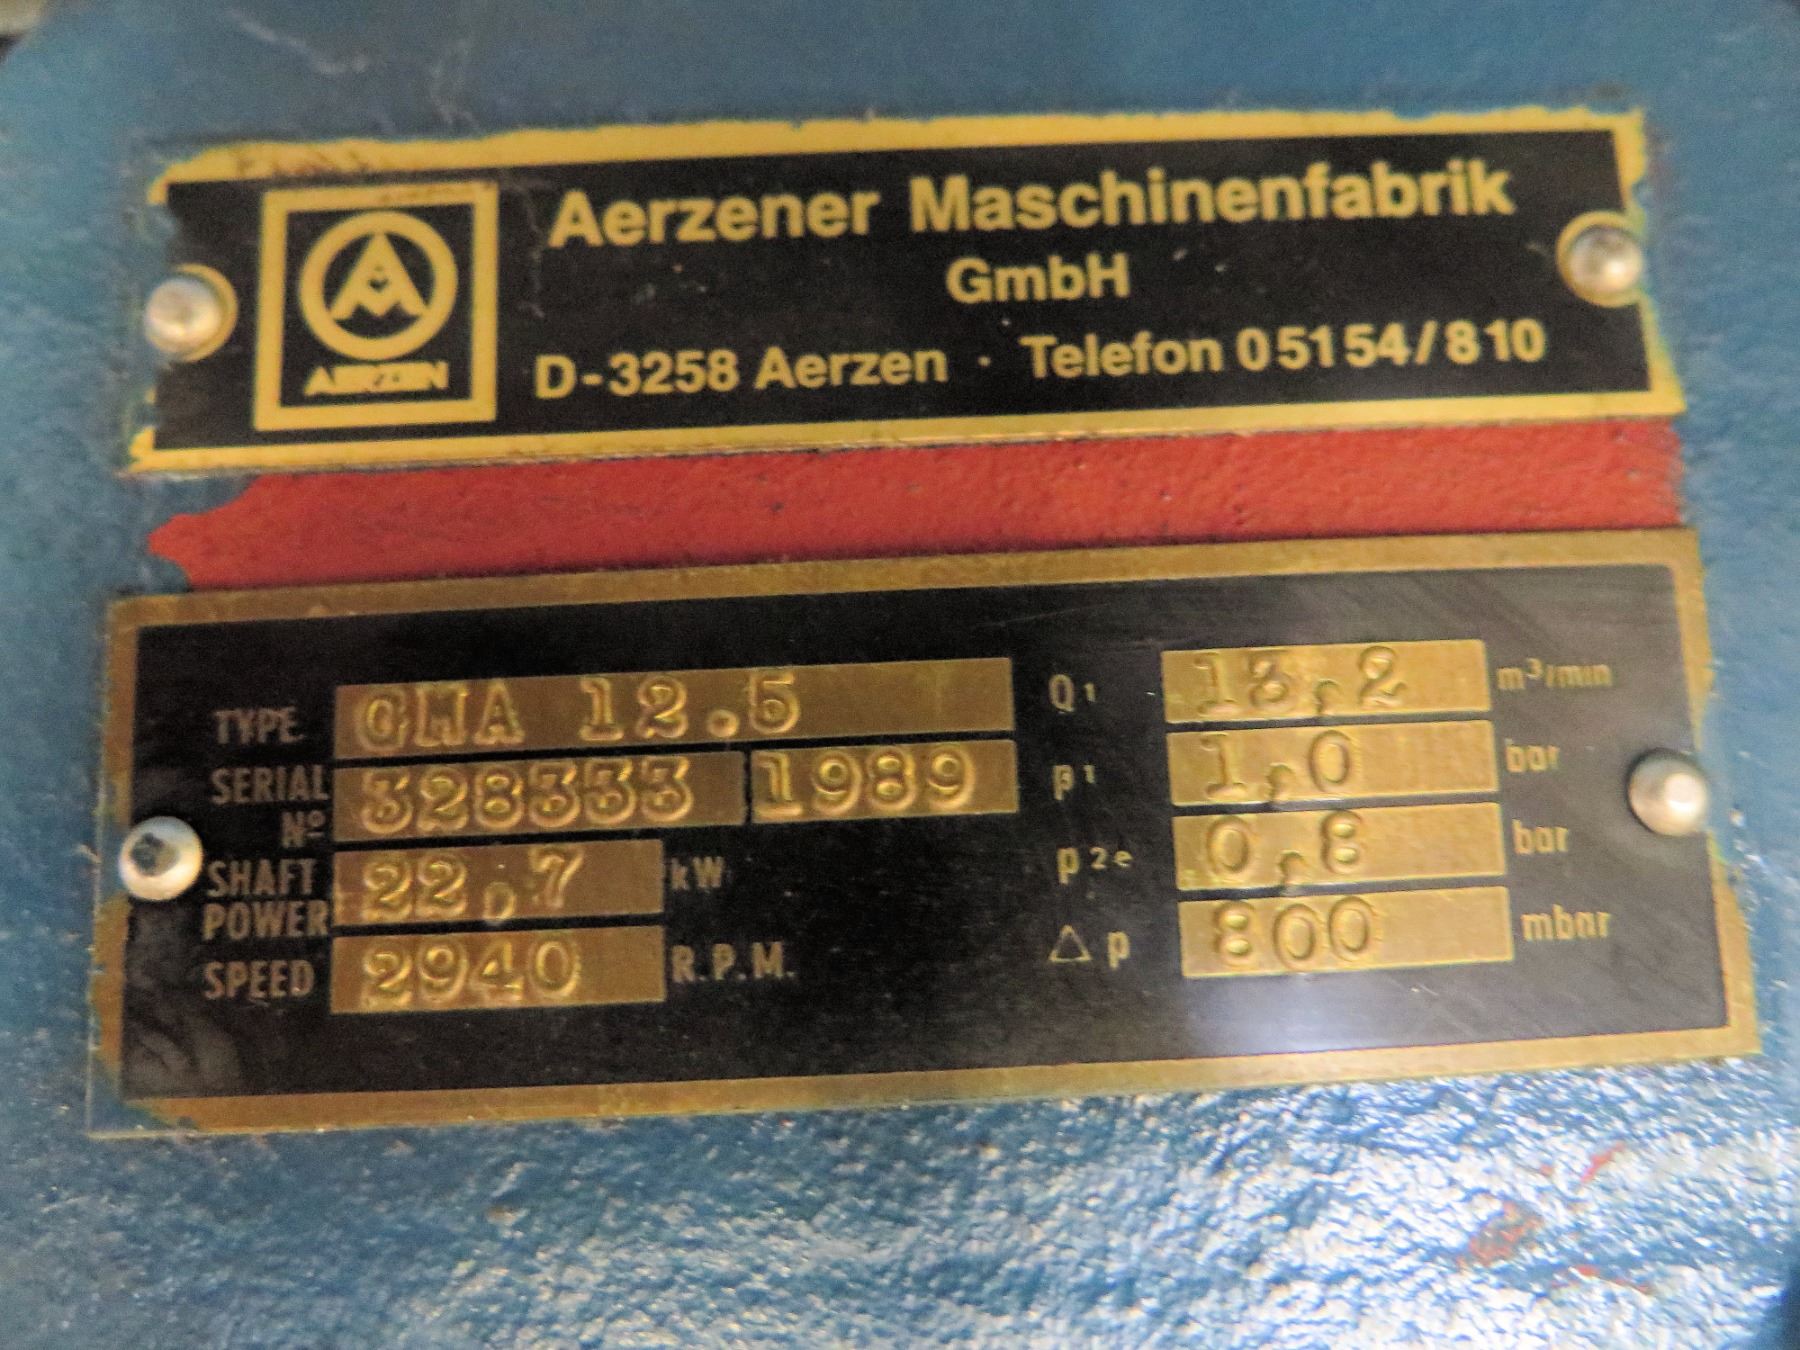 Aerzener Maschinenfabrik
GmbH
AERZEN
D-3258 Aerzen · Telefon 05154/810
TYPE GMA 12.5
SERIAL Nº 328333 1989
SHAFT POWER 22,7 kW
SPEED 2940 R.P.M.
Q1 13,2 m³/min
p1 1,0 bar
p2e 0,8 bar
△ p 800 mbar